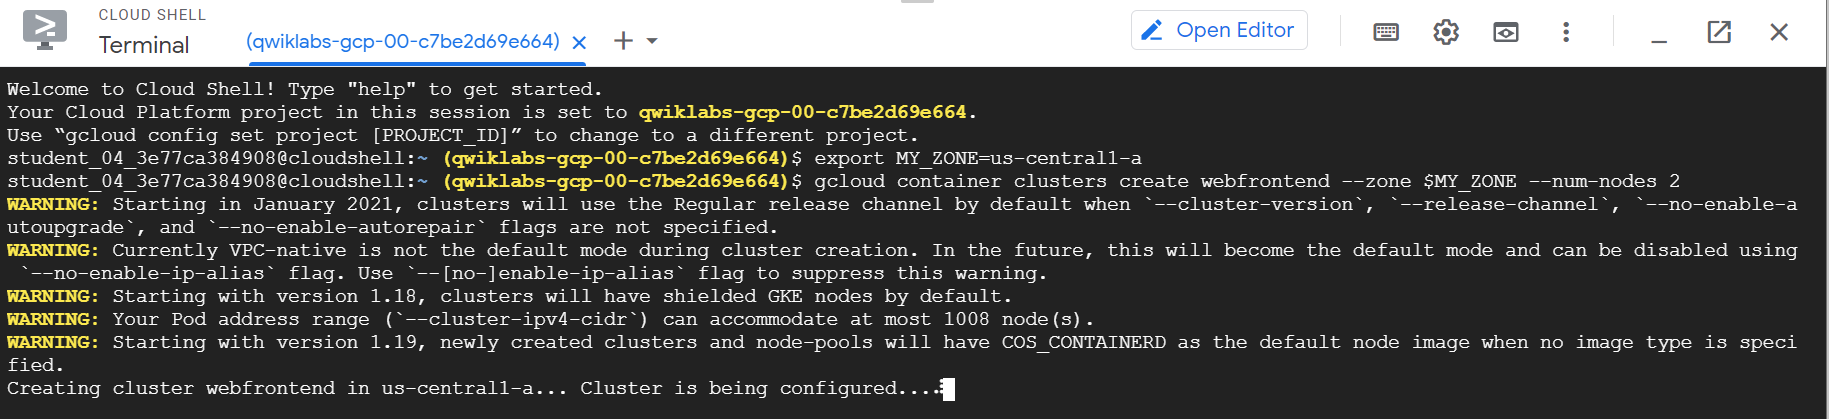 CLOUD SHELL
Terminal
(qwiklabs-gcp-00-c7be2d69e664)
Open Editor
Welcome to Cloud Shell! Type "help" to get started.
Your Cloud Platform project in this session is set to qwiklabs-gcp-00-c7be2d69e664.
Use “gcloud config set project [PROJECT_ID]” to change to a different project.
student_04_3e77ca384908@cloudshell:~ (qwiklabs-gcp-00-c7be2d69e664)$ export MY_ZONE=us-central1-a
student_04_3e77ca384908@cloudshell:~ (qwiklabs-gcp-00-c7be2d69e664)$ gcloud container clusters create webfrontend --zone $MY_ZONE --num-nodes 2
WARNING: Starting in January 2021, clusters will use the Regular release channel by default when `--cluster-version`, `--release-channel`, `--no-enable-a
utoupgrade`, and `--no-enable-autorepair` flags are not specified.
WARNING: Currently VPC-native is not the default mode during cluster creation. In the future, this will become the default mode and can be disabled using
`--no-enable-ip-alias` flag. Use `--[no-]enable-ip-alias` flag to suppress this warning.
WARNING: Starting with version 1.18, clusters will have shielded GKE nodes by default.
WARNING: Your Pod address range (`--cluster-ipv4-cidr`) can accommodate at most 1008 node(s).
WARNING: Starting with version 1.19, newly created clusters and node-pools will have COS_CONTAINERD as the default node image when no image type is speci
fied.
Creating cluster webfrontend in us-central1-a... Cluster is being configured....